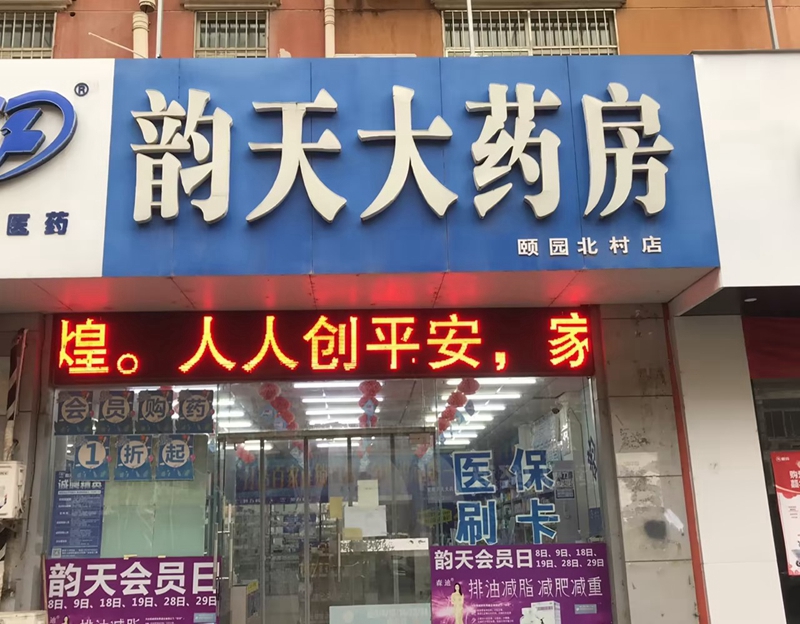 韵天大药房
®
医药
颐园北村店
煌。人人创平安，家
会员购药
1折起
医保
刷卡
韵天会员日
8日、9日、18日、19日、28日、29日
排油减脂
韵天会员日
8日、9日、18日、
19日、28日、29日
排油减脂 减肥减重